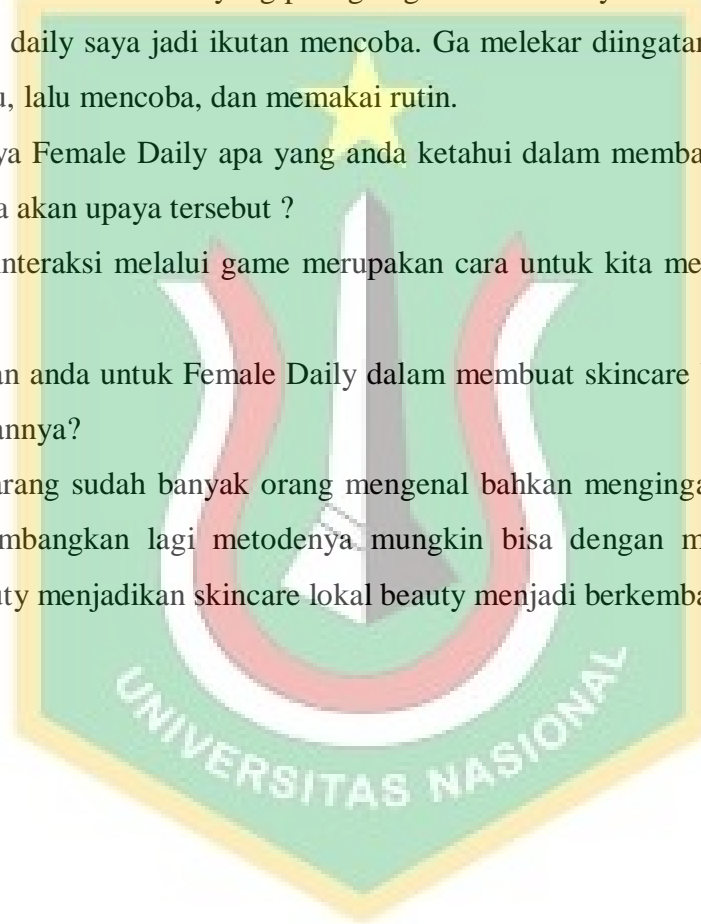 daily saya jadi ikutan mencoba. Ga melekar diingatan
u, lalu mencoba, dan memakai rutin.
ya Female Daily apa yang anda ketahui dalam memba
a akan upaya tersebut ?
interaksi melalui game merupakan cara untuk kita me
an anda untuk Female Daily dalam membuat skincare
annya?
arang sudah banyak orang mengenal bahkan menginga
mbangkan lagi metodenya mungkin bisa dengan m
uty menjadikan skincare lokal beauty menjadi berkemba
UNIVERSITAS NASIONAL